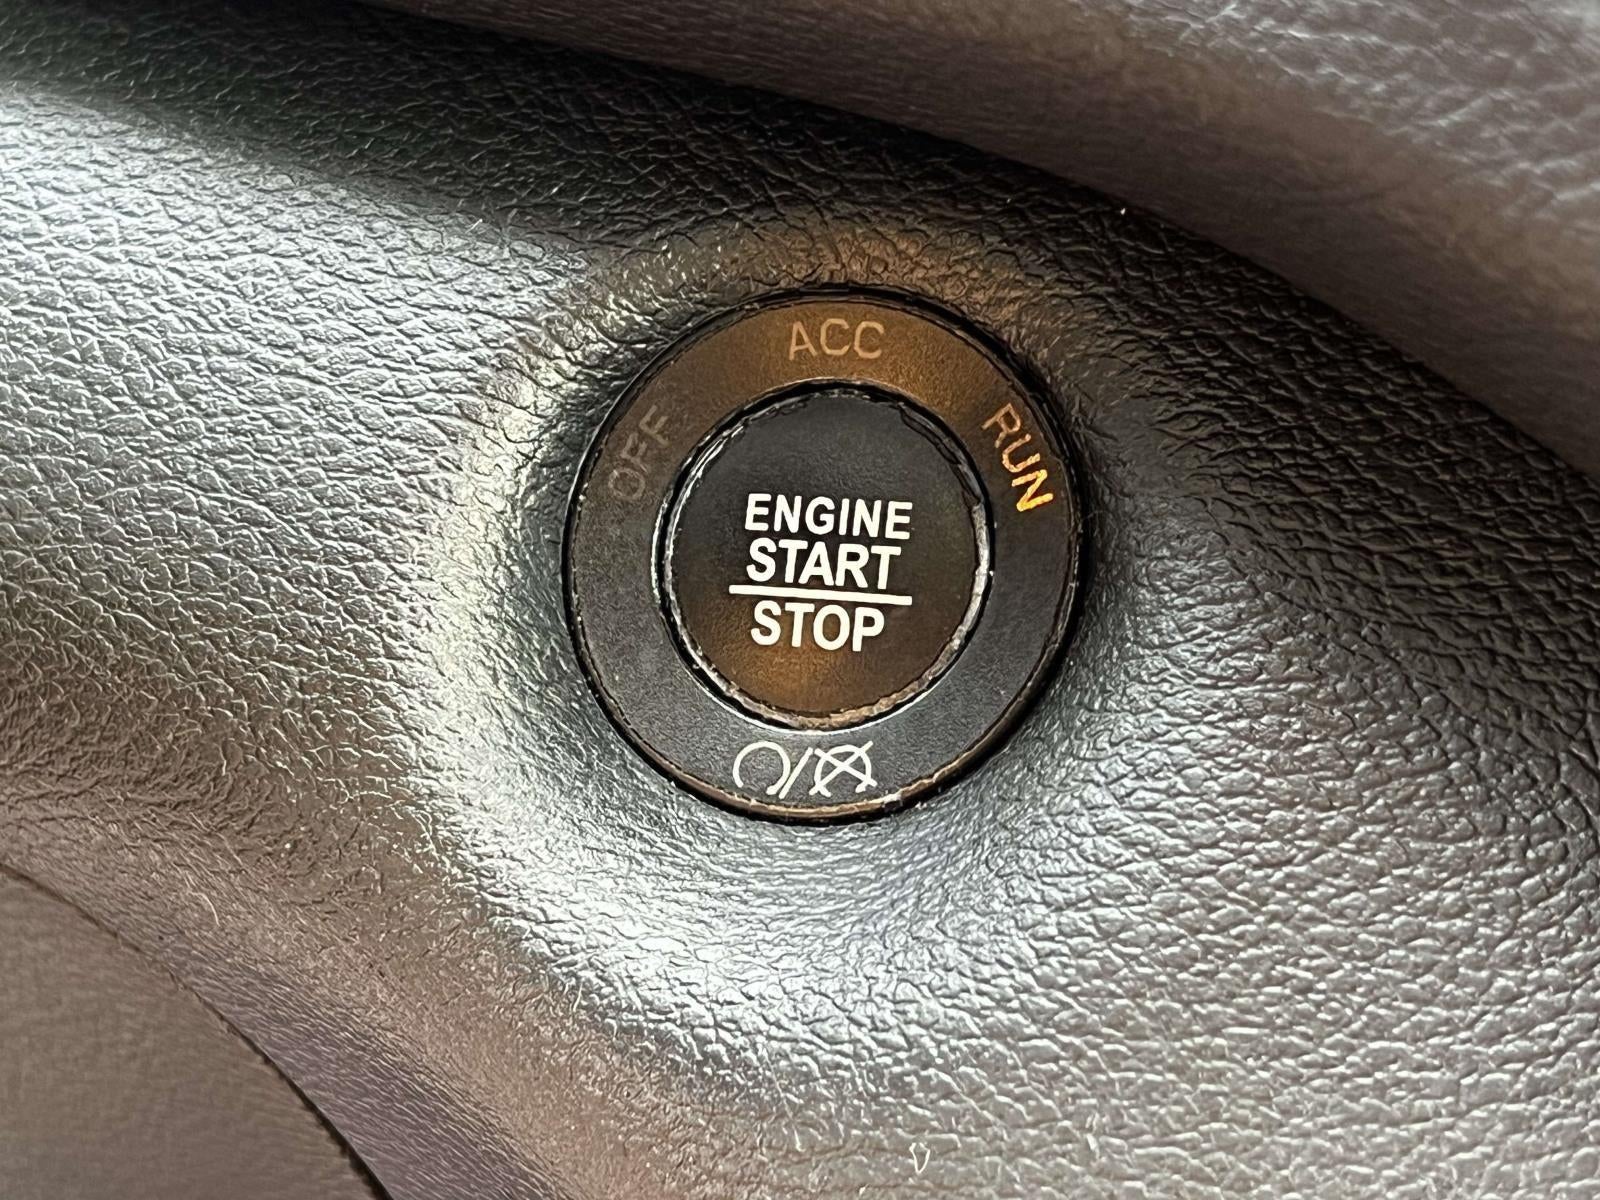 ACC
OFF
RUN
ENGINE
START
STOP